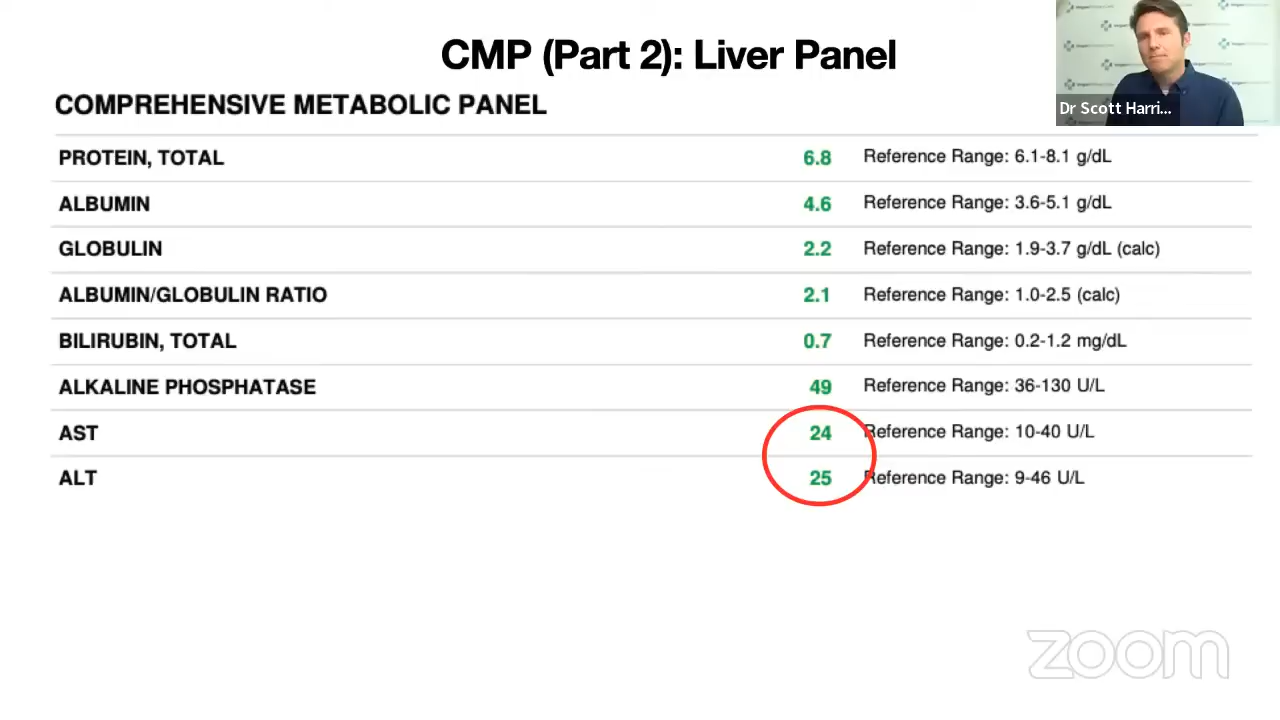 CMP (Part 2): Liver Panel
Dr Scott Harri...
COMPREHENSIVE METABOLIC PANEL
PROTEIN, TOTAL 6.8 Reference Range: 6.1-8.1 g/dL
ALBUMIN 4.6 Reference Range: 3.6-5.1 g/dL
GLOBULIN 2.2 Reference Range: 1.9-3.7 g/dL (calc)
ALBUMIN/GLOBULIN RATIO 2.1 Reference Range: 1.0-2.5 (calc)
BILIRUBIN, TOTAL 0.7 Reference Range: 0.2-1.2 mg/dL
ALKALINE PHOSPHATASE 49 Reference Range: 36-130 U/L
AST 24 Reference Range: 10-40 U/L
ALT 25 Reference Range: 9-46 U/L
zoom